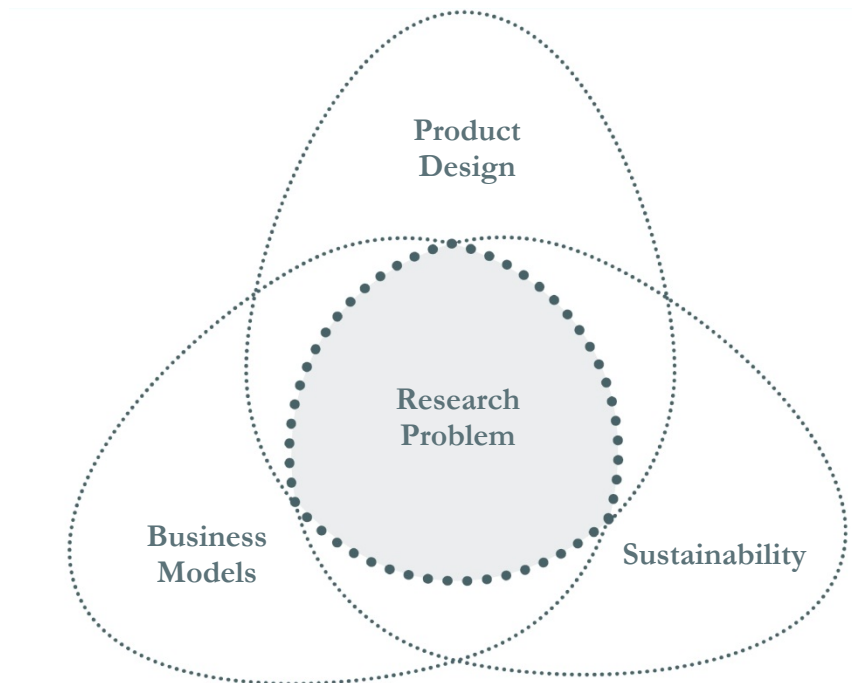 Product
Design
Research
Problem
Business
Models
Sustainability